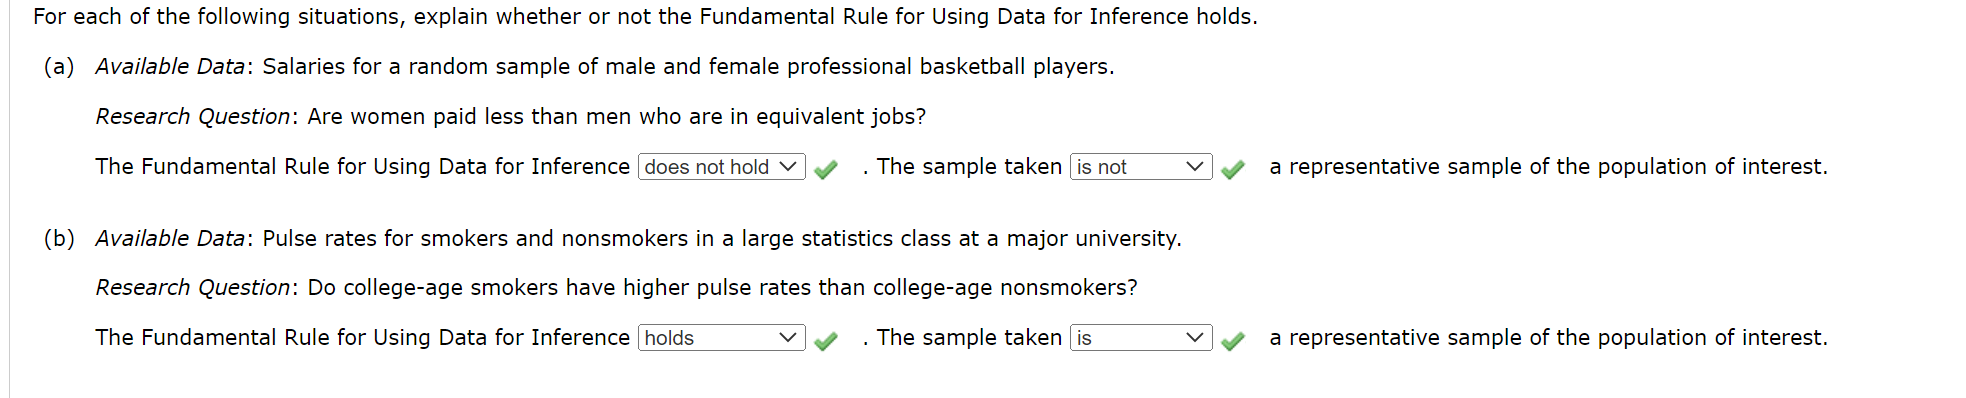 For each of the following situations, explain whether or not the Fundamental Rule for Using Data for Inference holds.
(a) Available Data: Salaries for a random sample of male and female professional basketball players.
Research Question: Are women paid less than men who are in equivalent jobs?
The Fundamental Rule for Using Data for Inference does not hold . The sample taken is not a representative sample of the population of interest.
(b) Available Data: Pulse rates for smokers and nonsmokers in a large statistics class at a major university.
Research Question: Do college-age smokers have higher pulse rates than college-age nonsmokers?
The Fundamental Rule for Using Data for Inference holds . The sample taken is a representative sample of the population of interest.